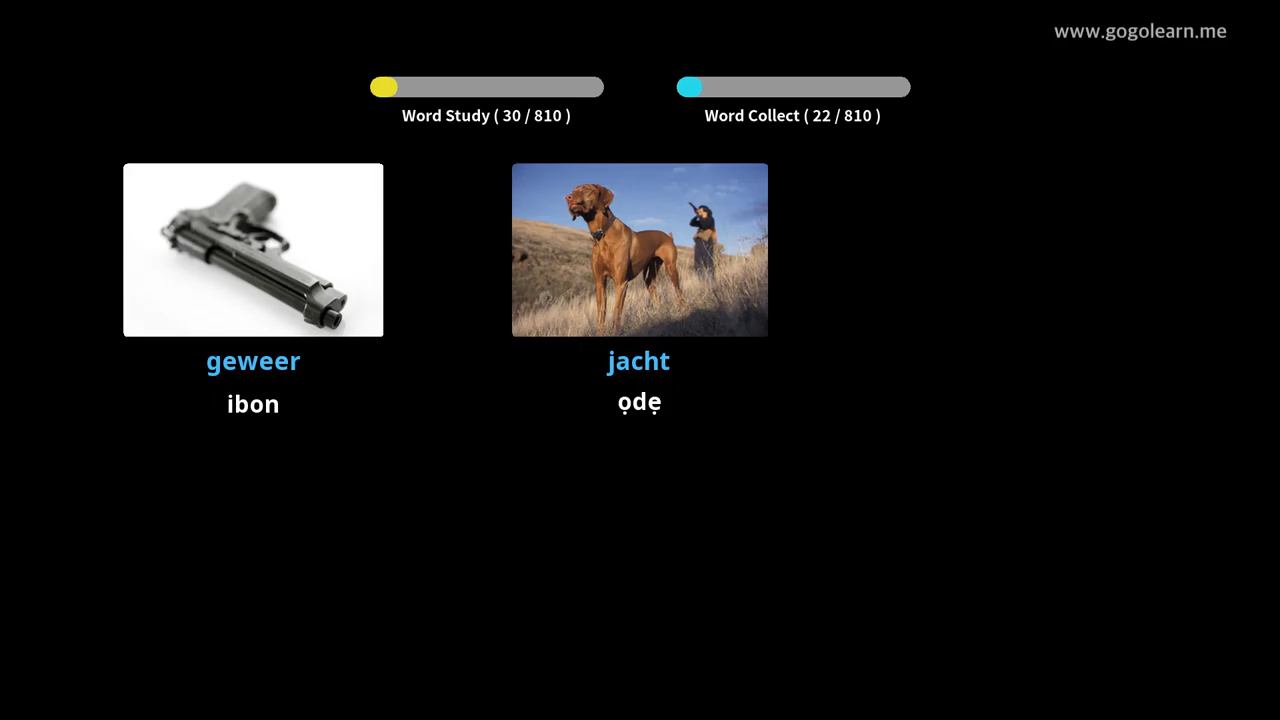 www.gogolearn.me
Word Study ( 30 / 810 )
Word Collect ( 22 / 810 )
geweer
jacht
ibon
ọdẹ